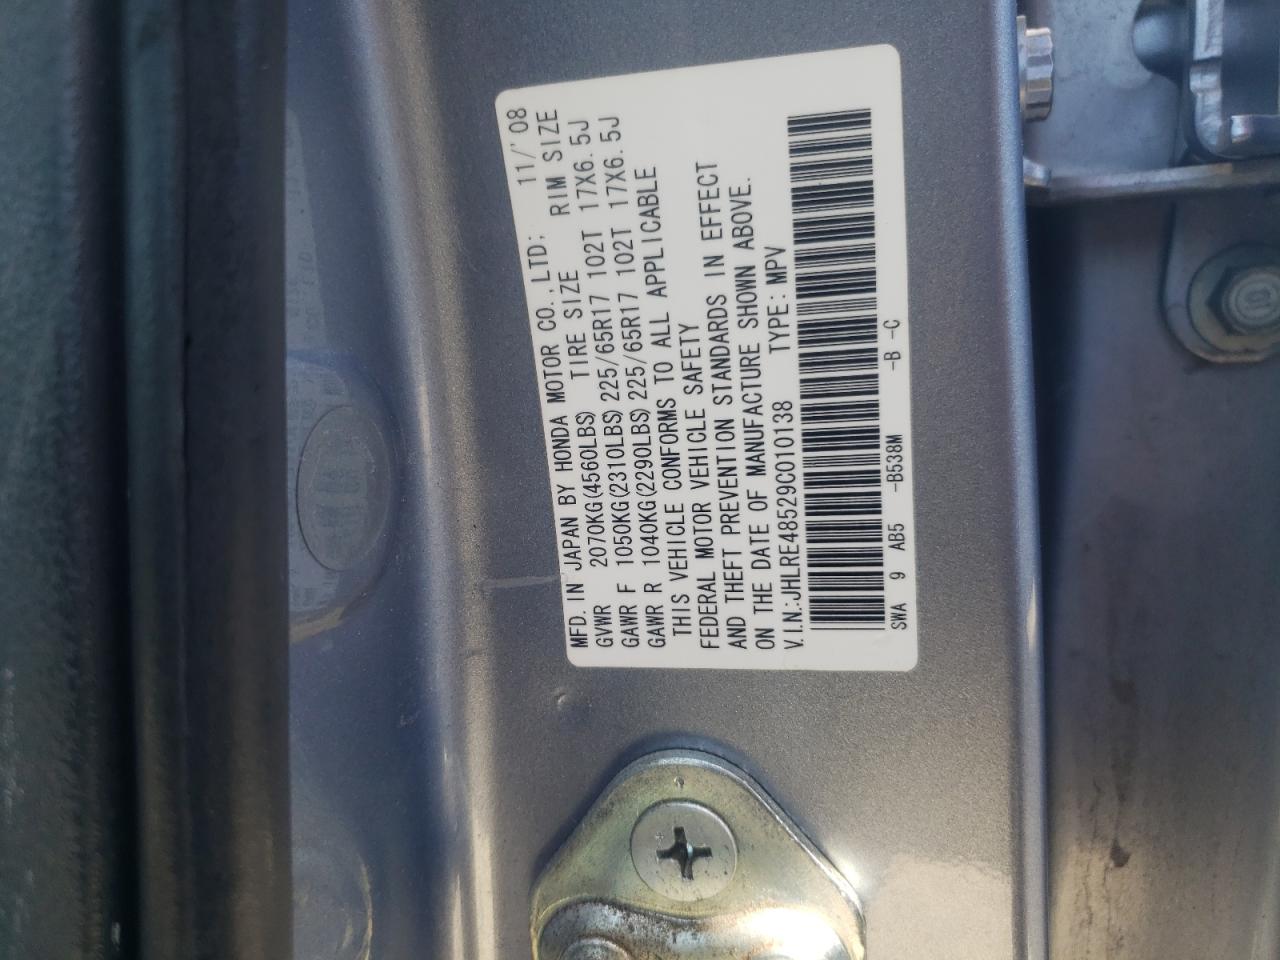 MFD. IN JAPAN BY HONDA MOTOR CO., LTD: 11/'08
GVWR 2070KG(4560LBS) TIRE SIZE RIM SIZE
GAWR F 1050KG(2310LBS) 225/65R17 102T 17X6.5J
GAWR R 1040KG(2290LBS) 225/65R17 102T 17X6.5J
THIS VEHICLE CONFORMS TO ALL APPLICABLE
FEDERAL MOTOR VEHICLE SAFETY
AND THEFT PREVENTION STANDARDS IN EFFECT
ON THE DATE OF MANUFACTURE SHOWN ABOVE.
V.I.N.:JHLRE48529C010138 TYPE: MPV
SWA 9 AB5 -B538M -B -C